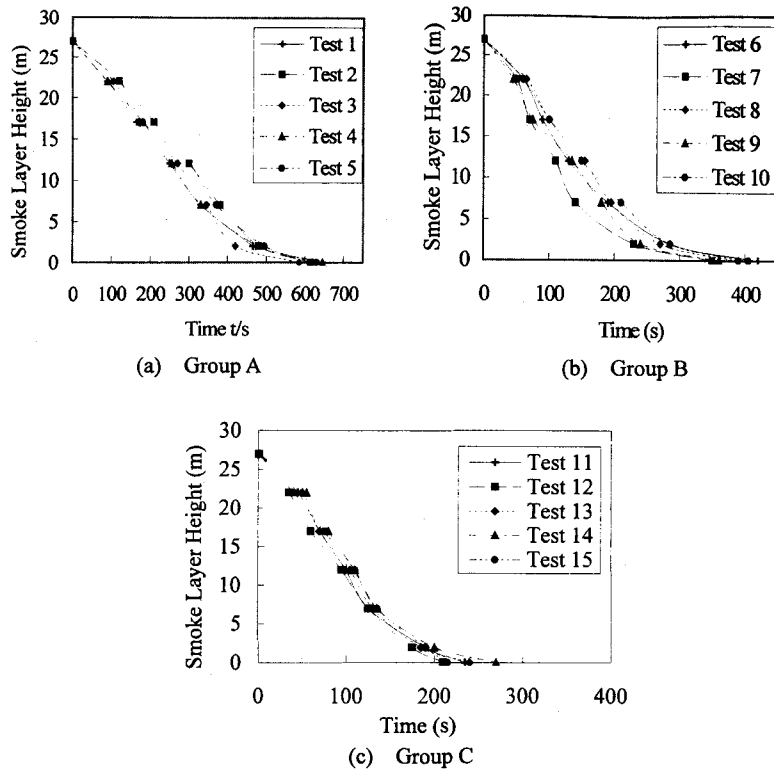 Smoke Layer Height (m)
30
25
20
15
10
5
0
0 100 200 300 400 500 600 700
Time t/s
Test 1
Test 2
Test 3
Test 4
Test 5
(a) Group A
Smoke Layer Height (m)
30
25
20
15
10
5
0
0 100 200 300 400
Time (s)
Test 6
Test 7
Test 8
Test 9
Test 10
(b) Group B
Smoke Layer Height (m)
30
25
20
15
10
5
0
0 100 200 300 400
Time (s)
Test 11
Test 12
Test 13
Test 14
Test 15
(c) Group C